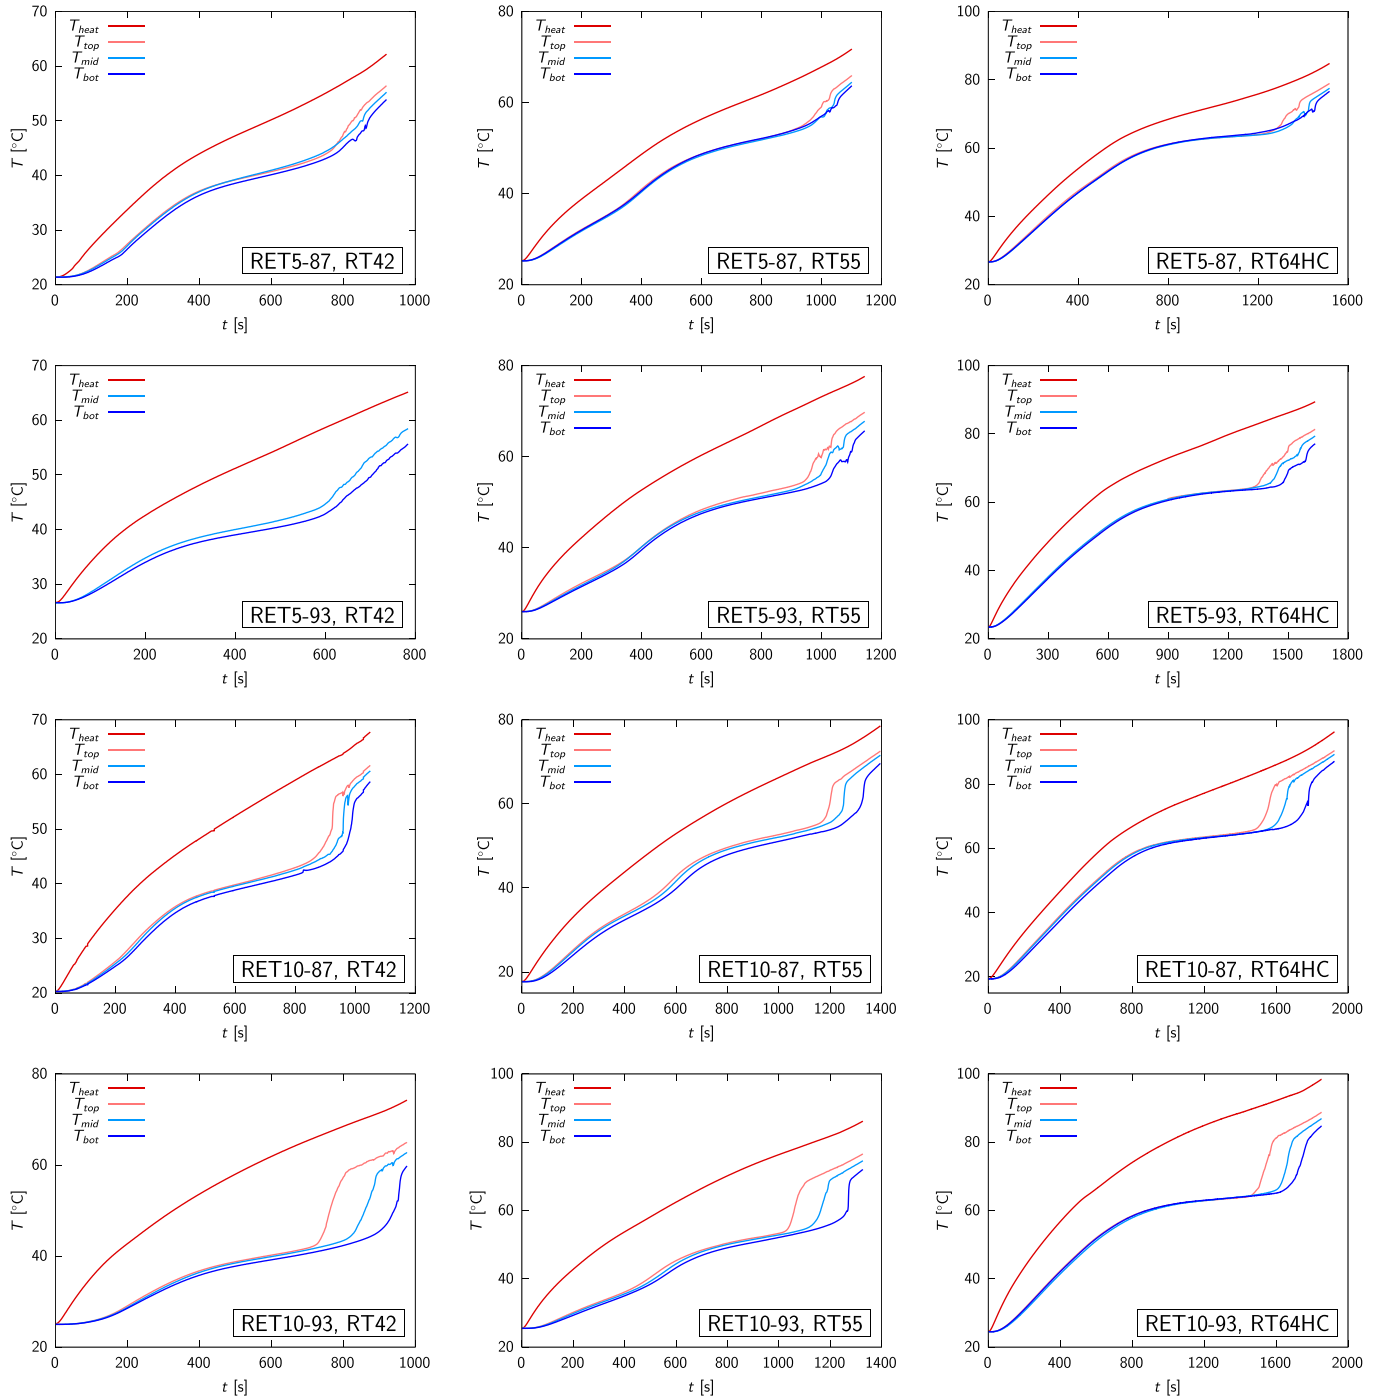 70
60
50
40
30
20
T [°C]
T_heat
T_top
T_mid
T_bot
RET5-87, RT42
0 200 400 600 800 1000
t [s]
80
60
40
20
T [°C]
T_heat
T_top
T_mid
T_bot
RET5-87, RT55
0 200 400 600 800 1000 1200
t [s]
100
80
60
40
20
T [°C]
T_heat
T_top
T_mid
T_bot
RET5-87, RT64HC
0 400 800 1200 1600
t [s]
70
60
50
40
30
20
T [°C]
T_heat
T_mid
T_bot
RET5-93, RT42
0 200 400 600 800
t [s]
80
60
40
20
T [°C]
T_heat
T_top
T_mid
T_bot
RET5-93, RT55
0 200 400 600 800 1000 1200
t [s]
100
80
60
40
20
T [°C]
T_heat
T_top
T_mid
T_bot
RET5-93, RT64HC
0 300 600 900 1200 1500 1800
t [s]
70
60
50
40
30
20
T [°C]
T_heat
T_top
T_mid
T_bot
RET10-87, RT42
0 200 400 600 800 1000 1200
t [s]
80
60
40
20
T [°C]
T_heat
T_top
T_mid
T_bot
RET10-87, RT55
0 200 400 600 800 1000 1200 1400
t [s]
100
80
60
40
20
T [°C]
T_heat
T_top
T_mid
T_bot
RET10-87, RT64HC
0 400 800 1200 1600 2000
t [s]
80
60
40
20
T [°C]
T_heat
T_top
T_mid
T_bot
RET10-93, RT42
0 200 400 600 800 1000
t [s]
100
80
60
40
20
T [°C]
T_heat
T_top
T_mid
T_bot
RET10-93, RT55
0 200 400 600 800 1000 1200 1400
t [s]
100
80
60
40
20
T [°C]
T_heat
T_top
T_mid
T_bot
RET10-93, RT64HC
0 400 800 1200 1600 2000
t [s]